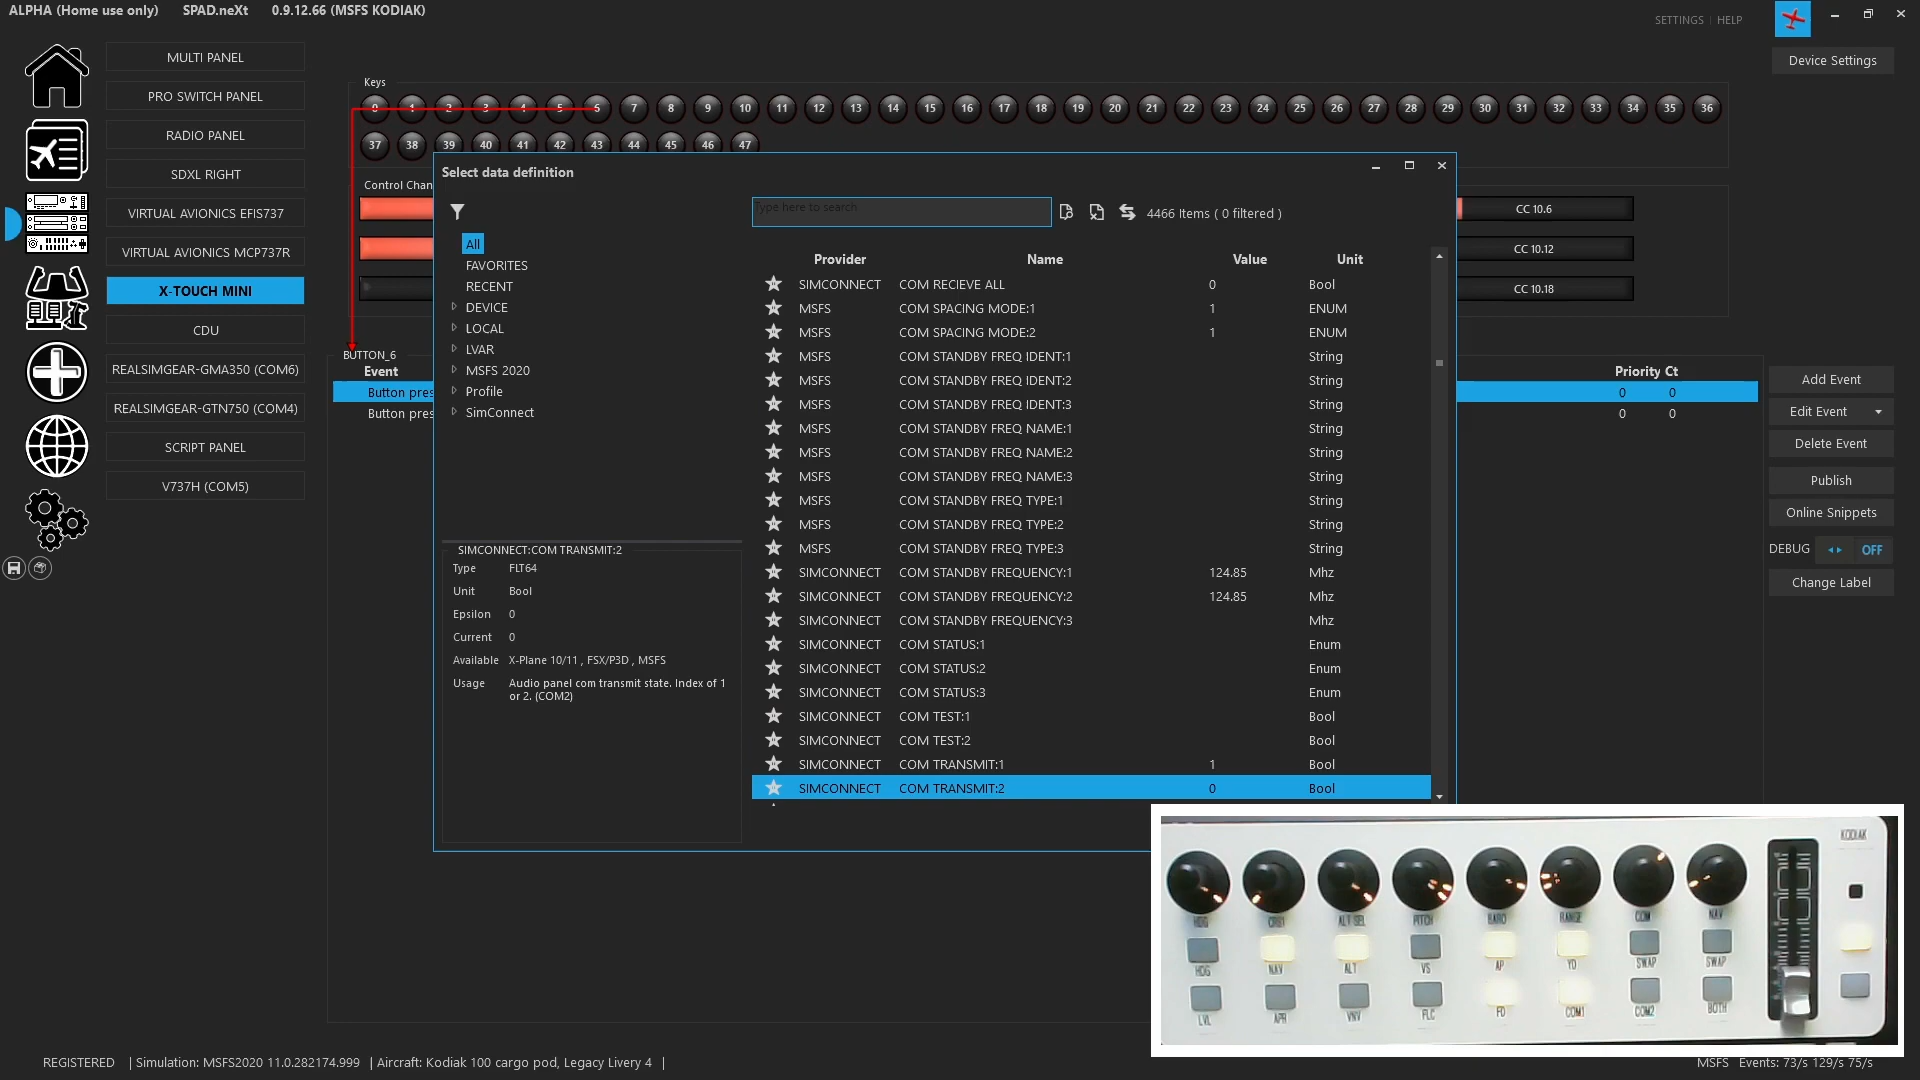 ALPHA (Home use only) SPAD.neXt 0.9.12.66 (MSFS KODIAK)
SETTINGS | HELP
Device Settings
MULTI PANEL
PRO SWITCH PANEL
RADIO PANEL
SDXL RIGHT
VIRTUAL AVIONICS EFIS737
VIRTUAL AVIONICS MCP737R
X-TOUCH MINI
CDU
REALSIMGEAR-GMA350 (COM6)
REALSIMGEAR-GTN750 (COM4)
SCRIPT PANEL
V737H (COM5)
Keys
0 1 2 3 4 5 6 7 8 9 10 11 12 13 14 15 16 17 18 19 20 21 22 23 24 25 26 27 28 29 30 31 32 33 34 35 36
37 38 39 40 41 42 43 44 45 46 47
Control Chan
CC 10.6
CC 10.12
CC 10.18
BUTTON_6
Event Priority Ct
Button pres 0 0
Button pres 0 0
Add Event
Edit Event
Delete Event
Publish
Online Snippets
DEBUG OFF
Change Label
Select data definition
Type here to search
4466 Items ( 0 filtered )
All
FAVORITES
RECENT
DEVICE
LOCAL
LVAR
MSFS 2020
Profile
SimConnect
SIMCONNECT:COM TRANSMIT:2
Type FLT64
Unit Bool
Epsilon 0
Current 0
Available X-Plane 10/11 , FSX/P3D , MSFS
Usage Audio panel com transmit state. Index of 1
or 2. (COM2)
Provider Name Value Unit
SIMCONNECT COM RECIEVE ALL 0 Bool
MSFS COM SPACING MODE:1 1 ENUM
MSFS COM SPACING MODE:2 1 ENUM
MSFS COM STANDBY FREQ IDENT:1 String
MSFS COM STANDBY FREQ IDENT:2 String
MSFS COM STANDBY FREQ IDENT:3 String
MSFS COM STANDBY FREQ NAME:1 String
MSFS COM STANDBY FREQ NAME:2 String
MSFS COM STANDBY FREQ NAME:3 String
MSFS COM STANDBY FREQ TYPE:1 String
MSFS COM STANDBY FREQ TYPE:2 String
MSFS COM STANDBY FREQ TYPE:3 String
SIMCONNECT COM STANDBY FREQUENCY:1 124.85 Mhz
SIMCONNECT COM STANDBY FREQUENCY:2 124.85 Mhz
SIMCONNECT COM STANDBY FREQUENCY:3 Mhz
SIMCONNECT COM STATUS:1 Enum
SIMCONNECT COM STATUS:2 Enum
SIMCONNECT COM STATUS:3 Enum
SIMCONNECT COM TEST:1 Bool
SIMCONNECT COM TEST:2 Bool
SIMCONNECT COM TRANSMIT:1 1 Bool
SIMCONNECT COM TRANSMIT:2 0 Bool
KODIAK
HDG CRS1 ALT SEL PITCH BARO RANGE COM NAV
HDG NAV ALT VS AP YD SWAP SWAP
LVL APR VNV FLC FD COM1 COM2 BOTH
REGISTERED | Simulation: MSFS2020 11.0.282174.999 | Aircraft: Kodiak 100 cargo pod, Legacy Livery 4 |
MSFS Events: 73/s 129/s 75/s